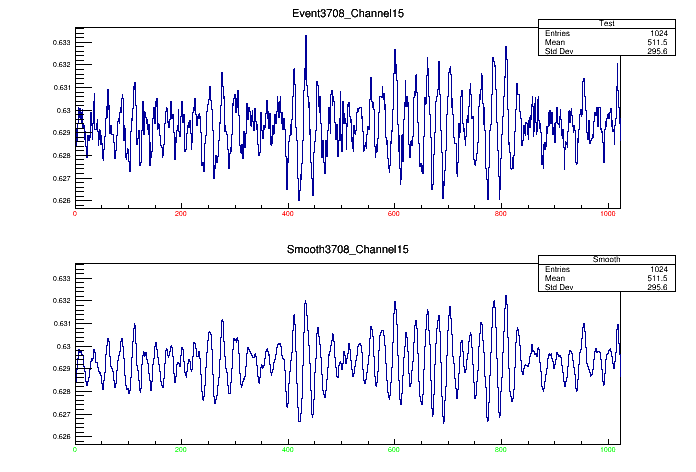 Event3708_Channel15
Test
Entries 1024
Mean 511.5
Std Dev 295.6
0.633
0.632
0.631
0.63
0.629
0.628
0.627
0.626
0 200 400 600 800 1000
Smooth3708_Channel15
Smooth
Entries 1024
Mean 511.5
Std Dev 295.6
0.633
0.632
0.631
0.63
0.629
0.628
0.627
0.626
0 200 400 600 800 1000